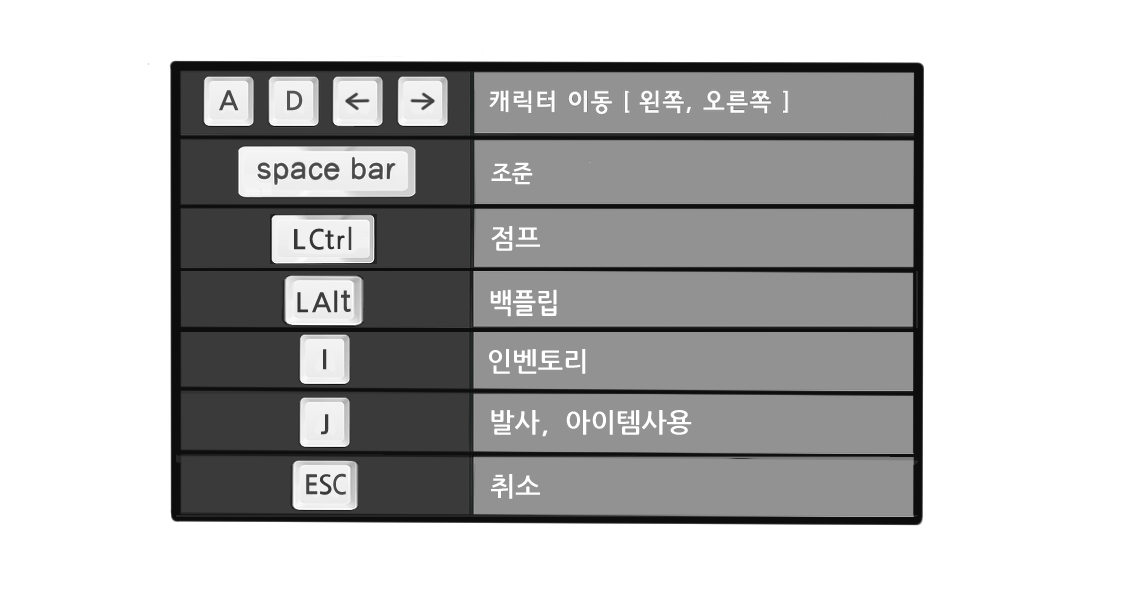 A D ← → 캐릭터 이동 [ 왼쪽, 오른쪽 ]
space bar 조준
LCtrl 점프
LAlt 백플립
I 인벤토리
J 발사, 아이템사용
ESC 취소